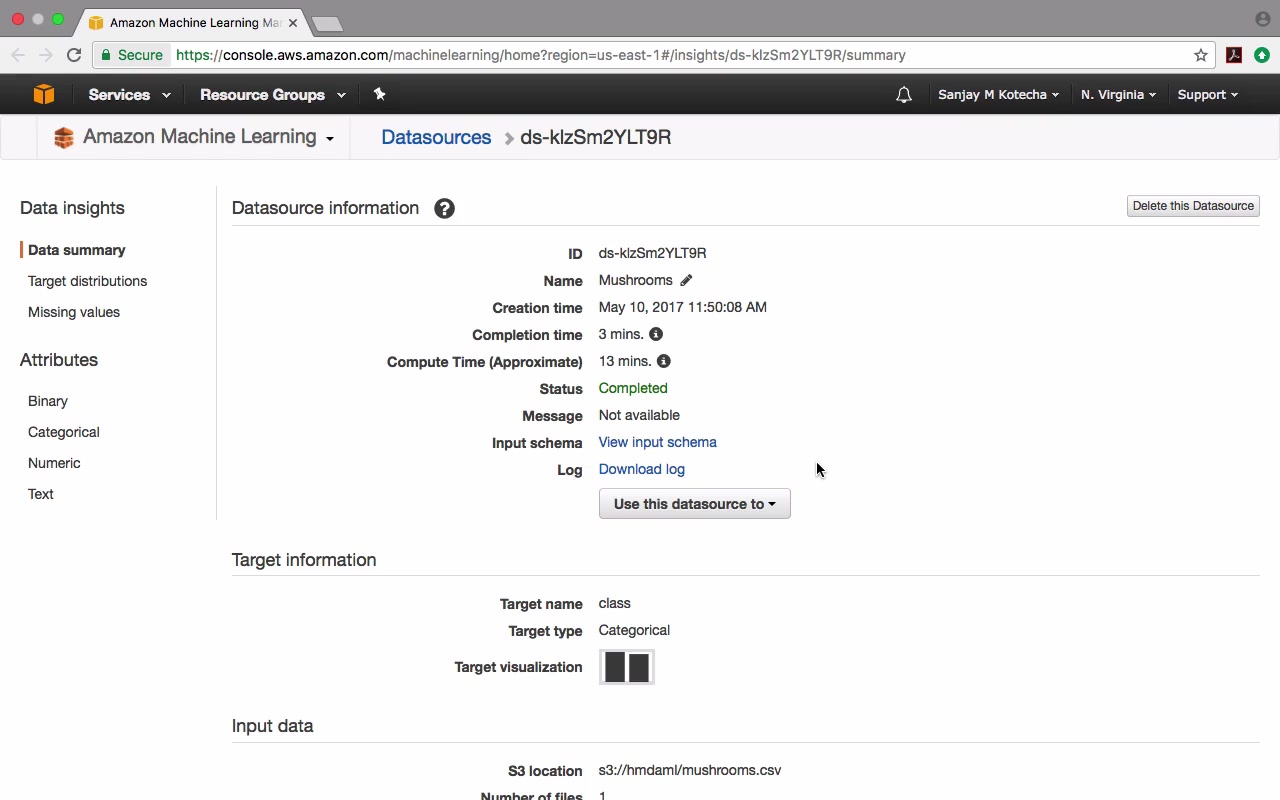 Amazon Machine Learning Ma
Secure https://console.aws.amazon.com/machinelearning/home?region=us-east-1#/insights/ds-klzSm2YLT9R/summary
Services Resource Groups Sanjay M Kotecha N. Virginia Support
Amazon Machine Learning Datasources ds-klzSm2YLT9R
Data insights
Data summary
Target distributions
Missing values
Attributes
Binary
Categorical
Numeric
Text
Datasource information ? Delete this Datasource
ID ds-klzSm2YLT9R
Name Mushrooms
Creation time May 10, 2017 11:50:08 AM
Completion time 3 mins.
Compute Time (Approximate) 13 mins.
Status Completed
Message Not available
Input schema View input schema
Log Download log
Use this datasource to
Target information
Target name class
Target type Categorical
Target visualization
Input data
S3 location s3://hmdaml/mushrooms.csv
Number of files 1